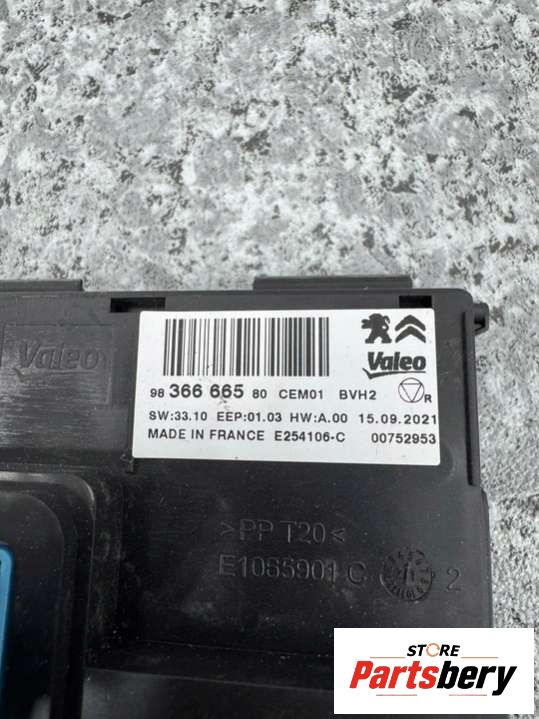 Valeo
Valeo
98 366 665 80 CEM01 BVH2 R
SW:33.10 EEP:01.03 HW:A.00 15.09.2021
MADE IN FRANCE E254106-C 00752953
>PP T20<
E1065901 C 2
STORE
Partsbery